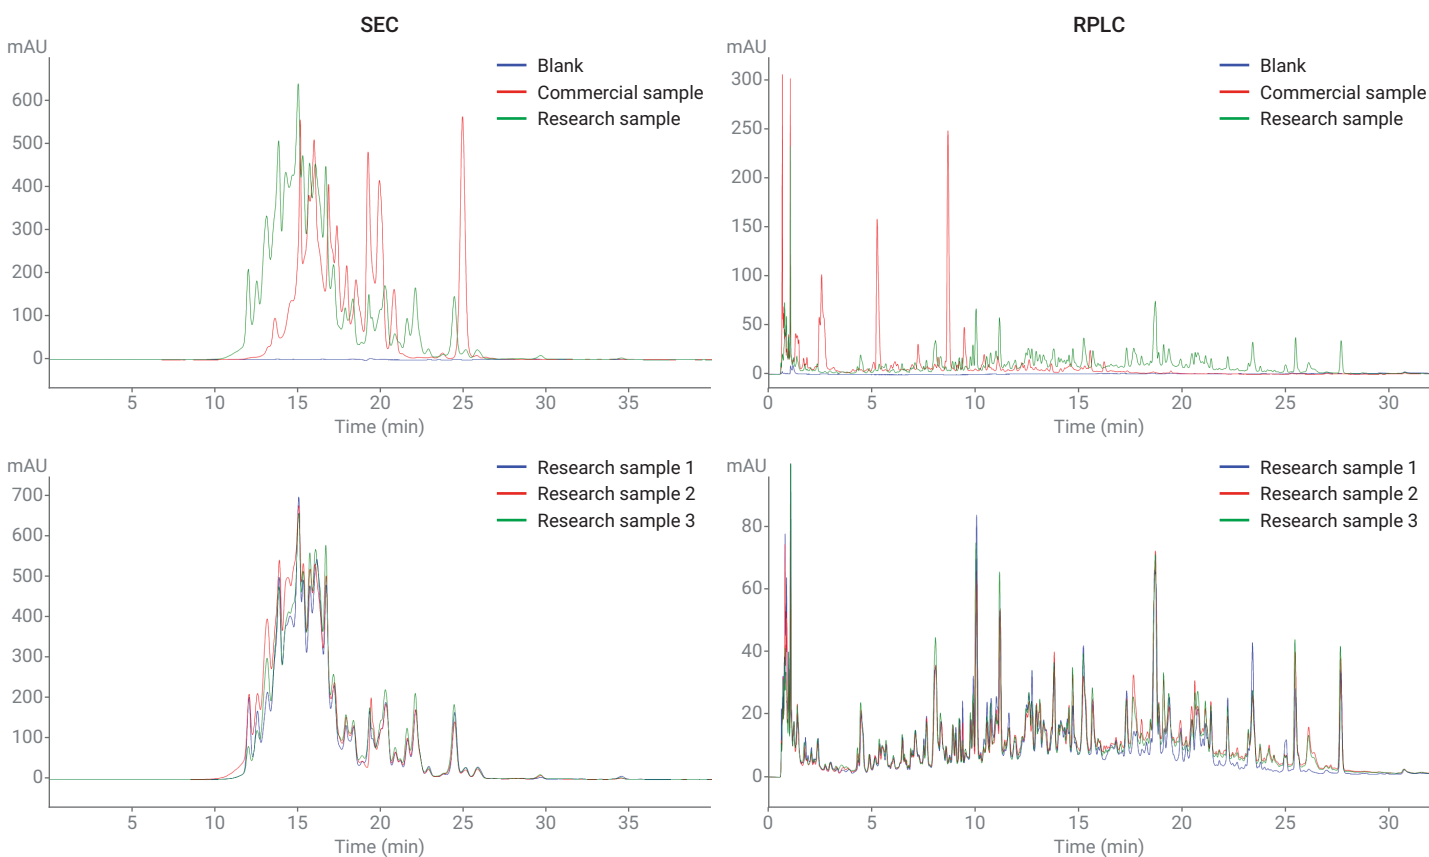 SEC
mAU
Blank
Commercial sample
Research sample
600
500
400
300
200
100
0
5 10 15 20 25 30 35
Time (min)
RPLC
mAU
Blank
Commercial sample
Research sample
300
250
200
150
100
50
0
0 5 10 15 20 25 30
Time (min)
mAU
Research sample 1
Research sample 2
Research sample 3
700
600
500
400
300
200
100
0
5 10 15 20 25 30 35
Time (min)
mAU
Research sample 1
Research sample 2
Research sample 3
80
60
40
20
0
0 5 10 15 20 25 30
Time (min)